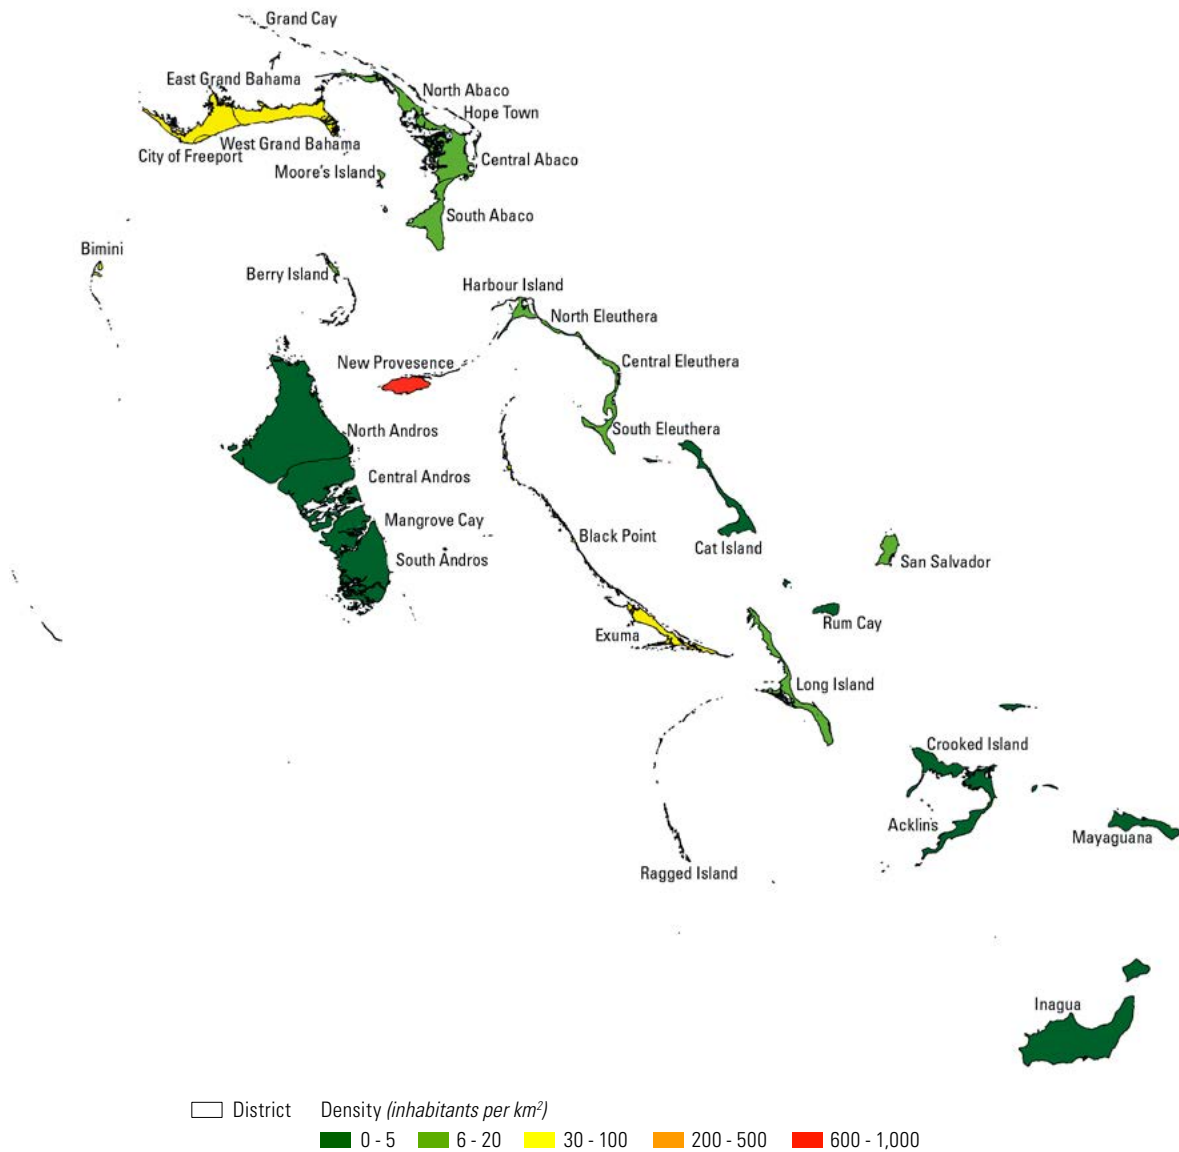 Grand Cay
East Grand Bahama
North Abaco
Hope Town
West Grand Bahama
City of Freeport
Central Abaco
Moore's Island
South Abaco
Bimini
Berry Island
Harbour Island
North Eleuthera
New Provesence
Central Eleuthera
North Andros
South Eleuthera
Central Andros
Mangrove Cay
Black Point
Cat Island
South Andros
San Salvador
Rum Cay
Exuma
Long Island
Crooked Island
Acklins
Mayaguana
Ragged Island
Inagua
District Density (inhabitants per km²)
0 - 5 6 - 20 30 - 100 200 - 500 600 - 1,000